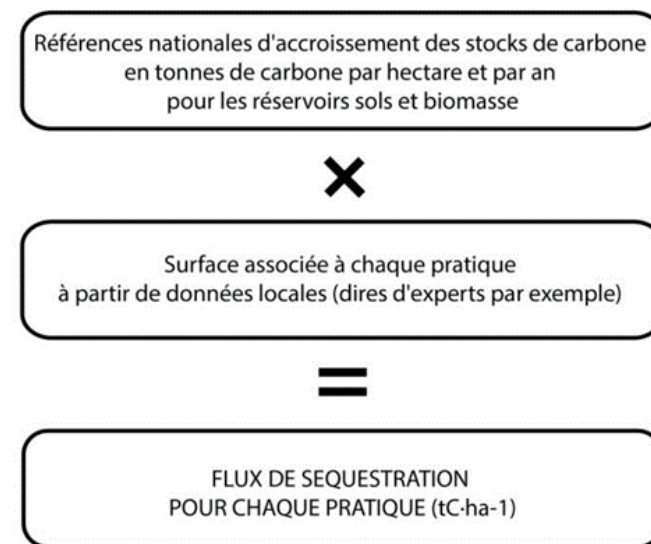 Références nationales d'accroissement des stocks de carbone
en tonnes de carbone par hectare et par an
pour les réservoirs sols et biomasse
×
Surface associée à chaque pratique
à partir de données locales (dires d'experts par exemple)
=
FLUX DE SEQUESTRATION
POUR CHAQUE PRATIQUE (tC·ha-1)